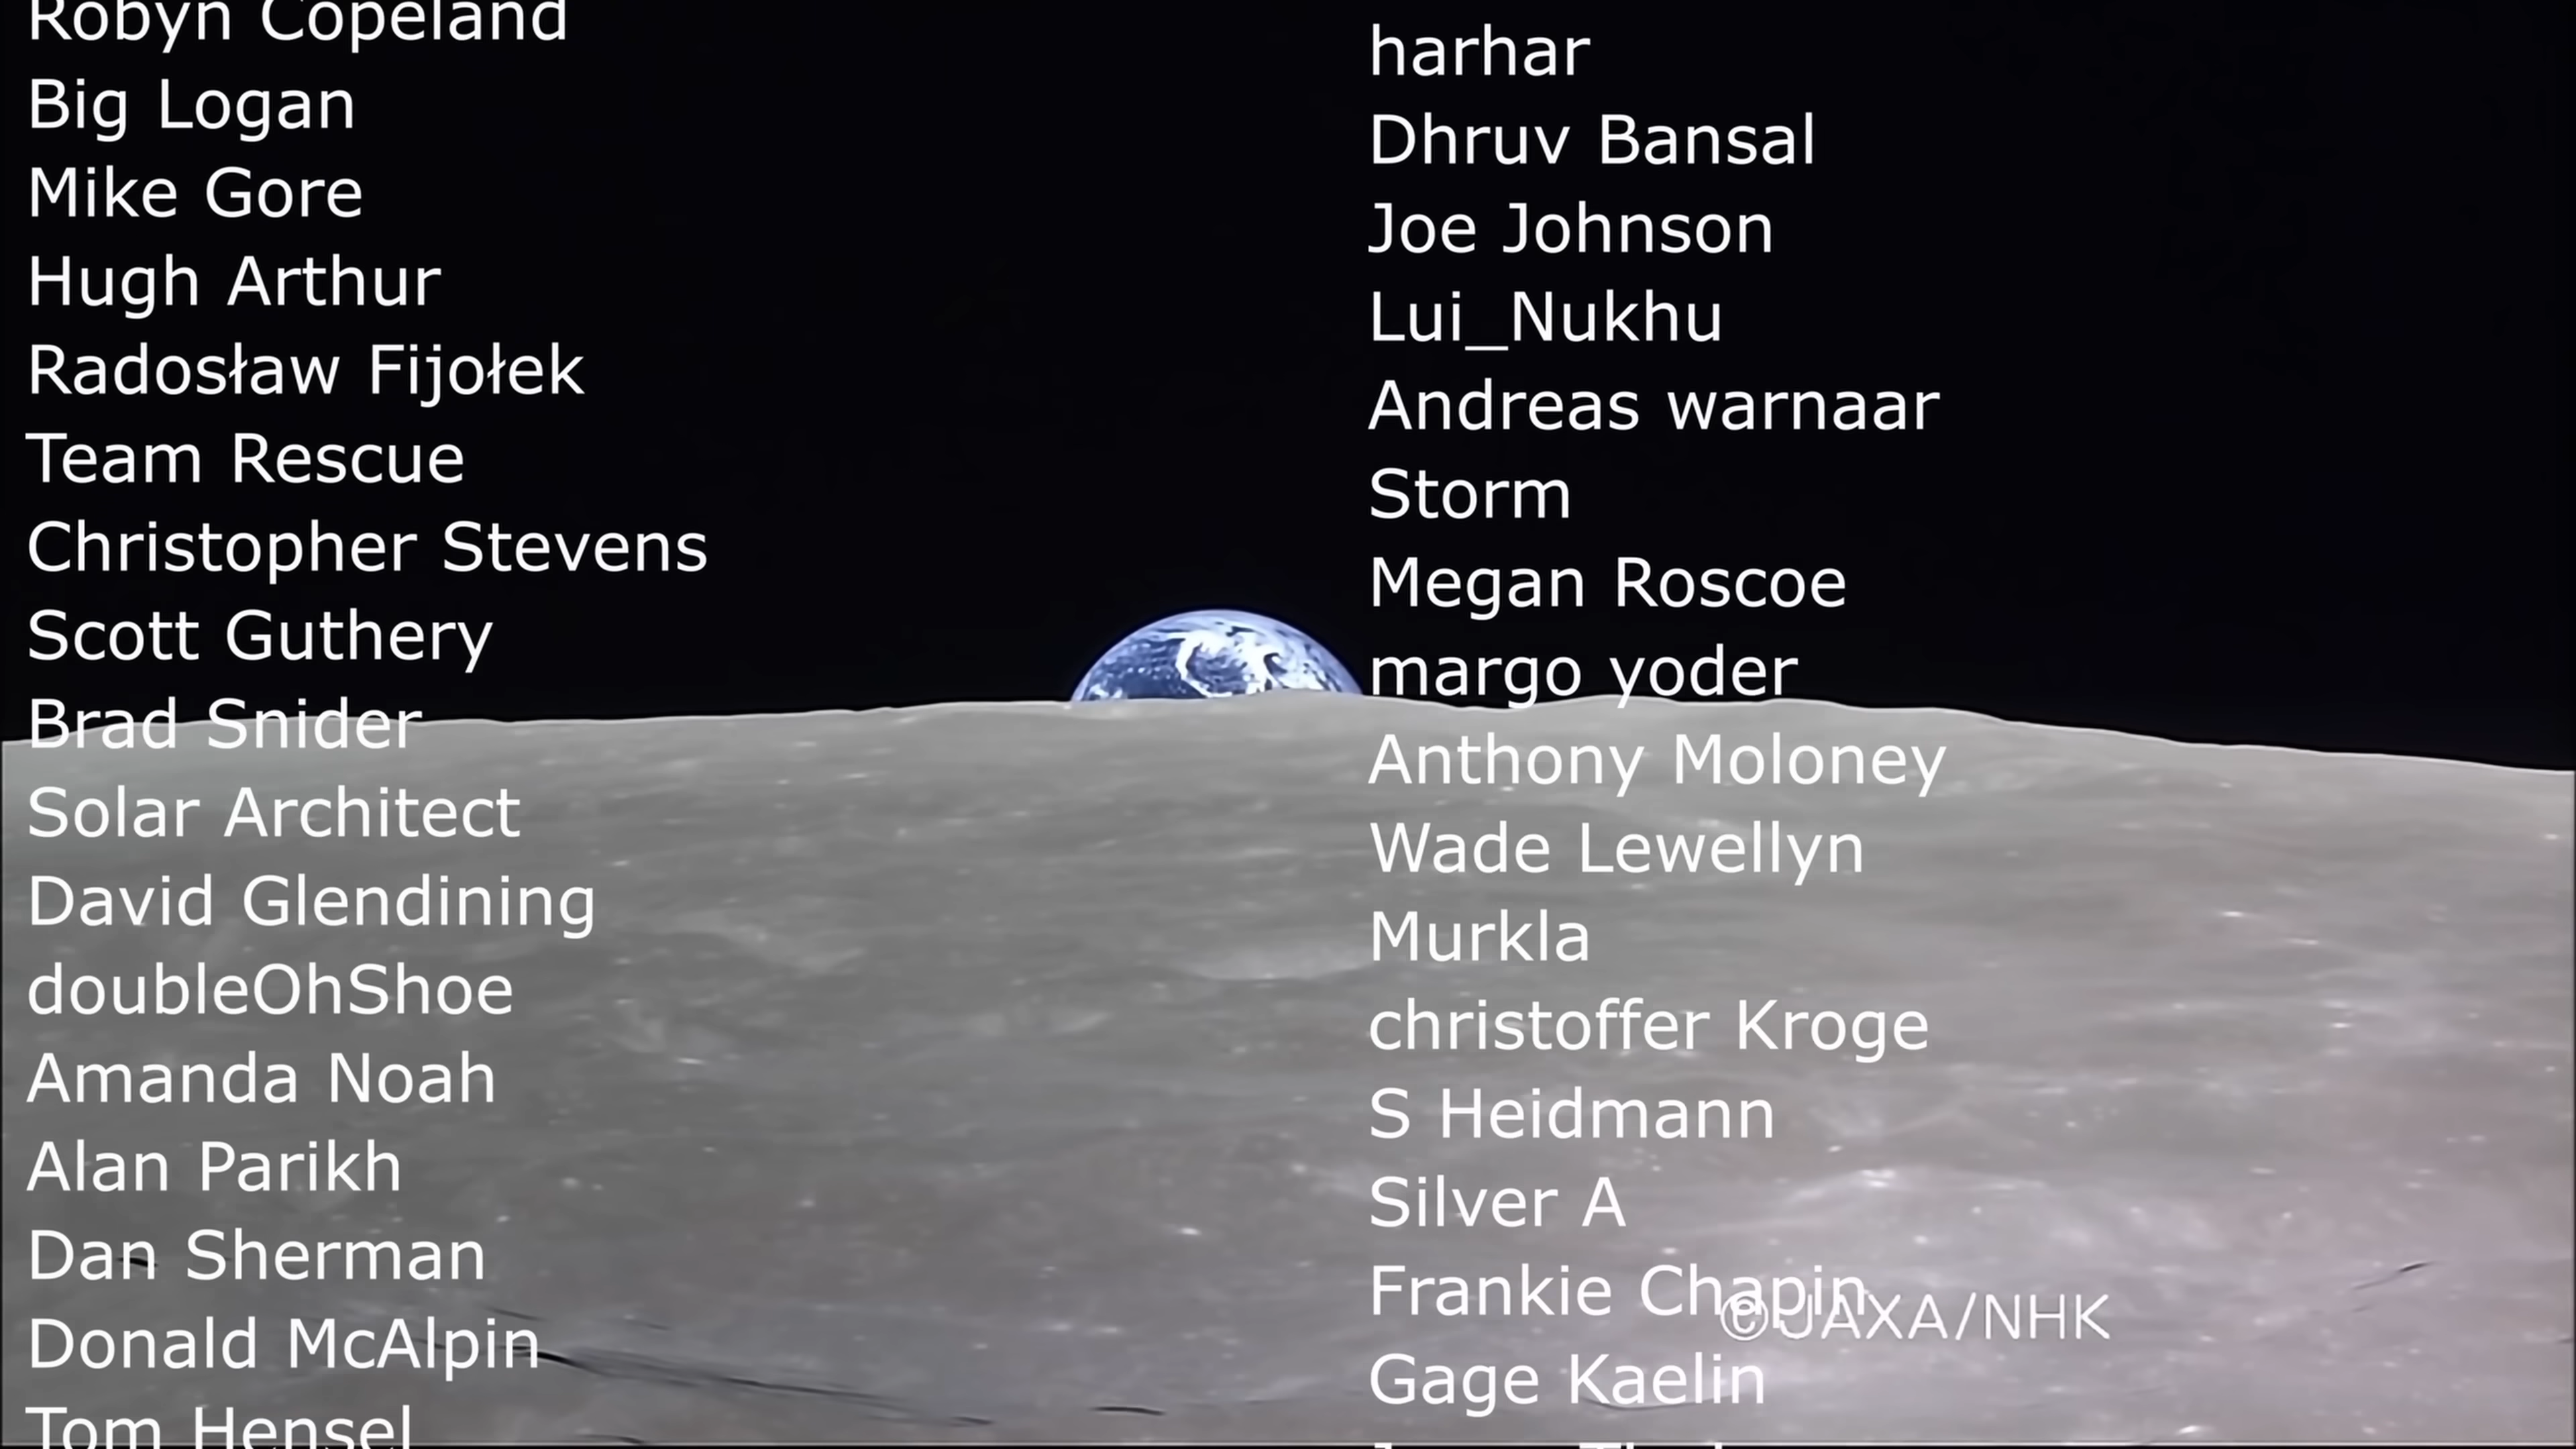 Robyn Copeland
Big Logan
Mike Gore
Hugh Arthur
Radosław Fijołek
Team Rescue
Christopher Stevens
Scott Guthery
Brad Snider
Solar Architect
David Glendining
doubleOhShoe
Amanda Noah
Alan Parikh
Dan Sherman
Donald McAlpin
Tom Hensel
harhar
Dhruv Bansal
Joe Johnson
Lui_Nukhu
Andreas warnaar
Storm
Megan Roscoe
margo yoder
Anthony Moloney
Wade Lewellyn
Murkla
christoffer Kroge
S Heidmann
Silver A
Frankie Chapin
©JAXA/NHK
Gage Kaelin